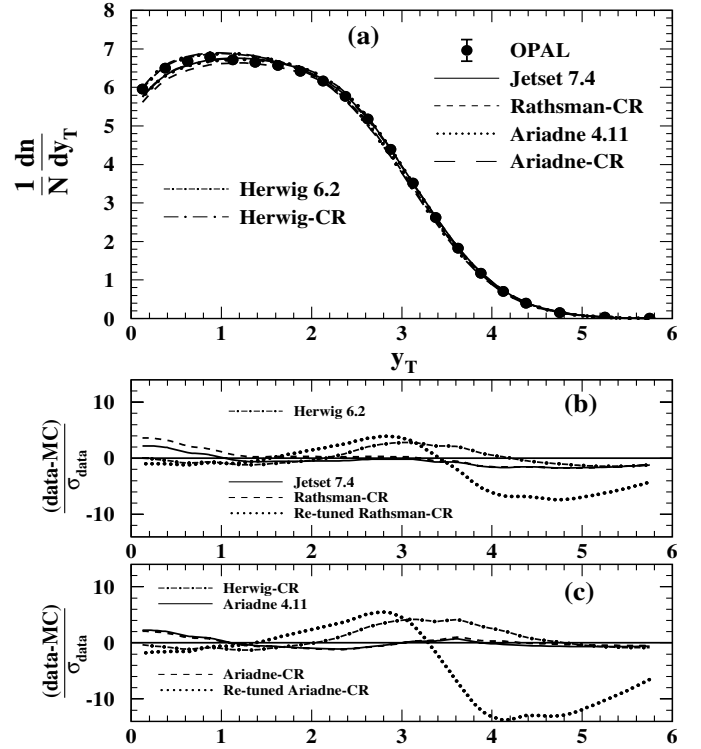 (a)
OPAL
Jetset 7.4
Rathsman-CR
Ariadne 4.11
Ariadne-CR
Herwig 6.2
Herwig-CR
1 dn
N dy_T
8
7
6
5
4
3
2
1
0
0 1 2 3 4 5 6
y_T
(b)
Herwig 6.2
Jetset 7.4
Rathsman-CR
Re-tuned Rathsman-CR
(data-MC)
σ_data
10
0
-10
0 1 2 3 4 5 6
(c)
Herwig-CR
Ariadne 4.11
Ariadne-CR
Re-tuned Ariadne-CR
(data-MC)
σ_data
10
0
-10
0 1 2 3 4 5 6